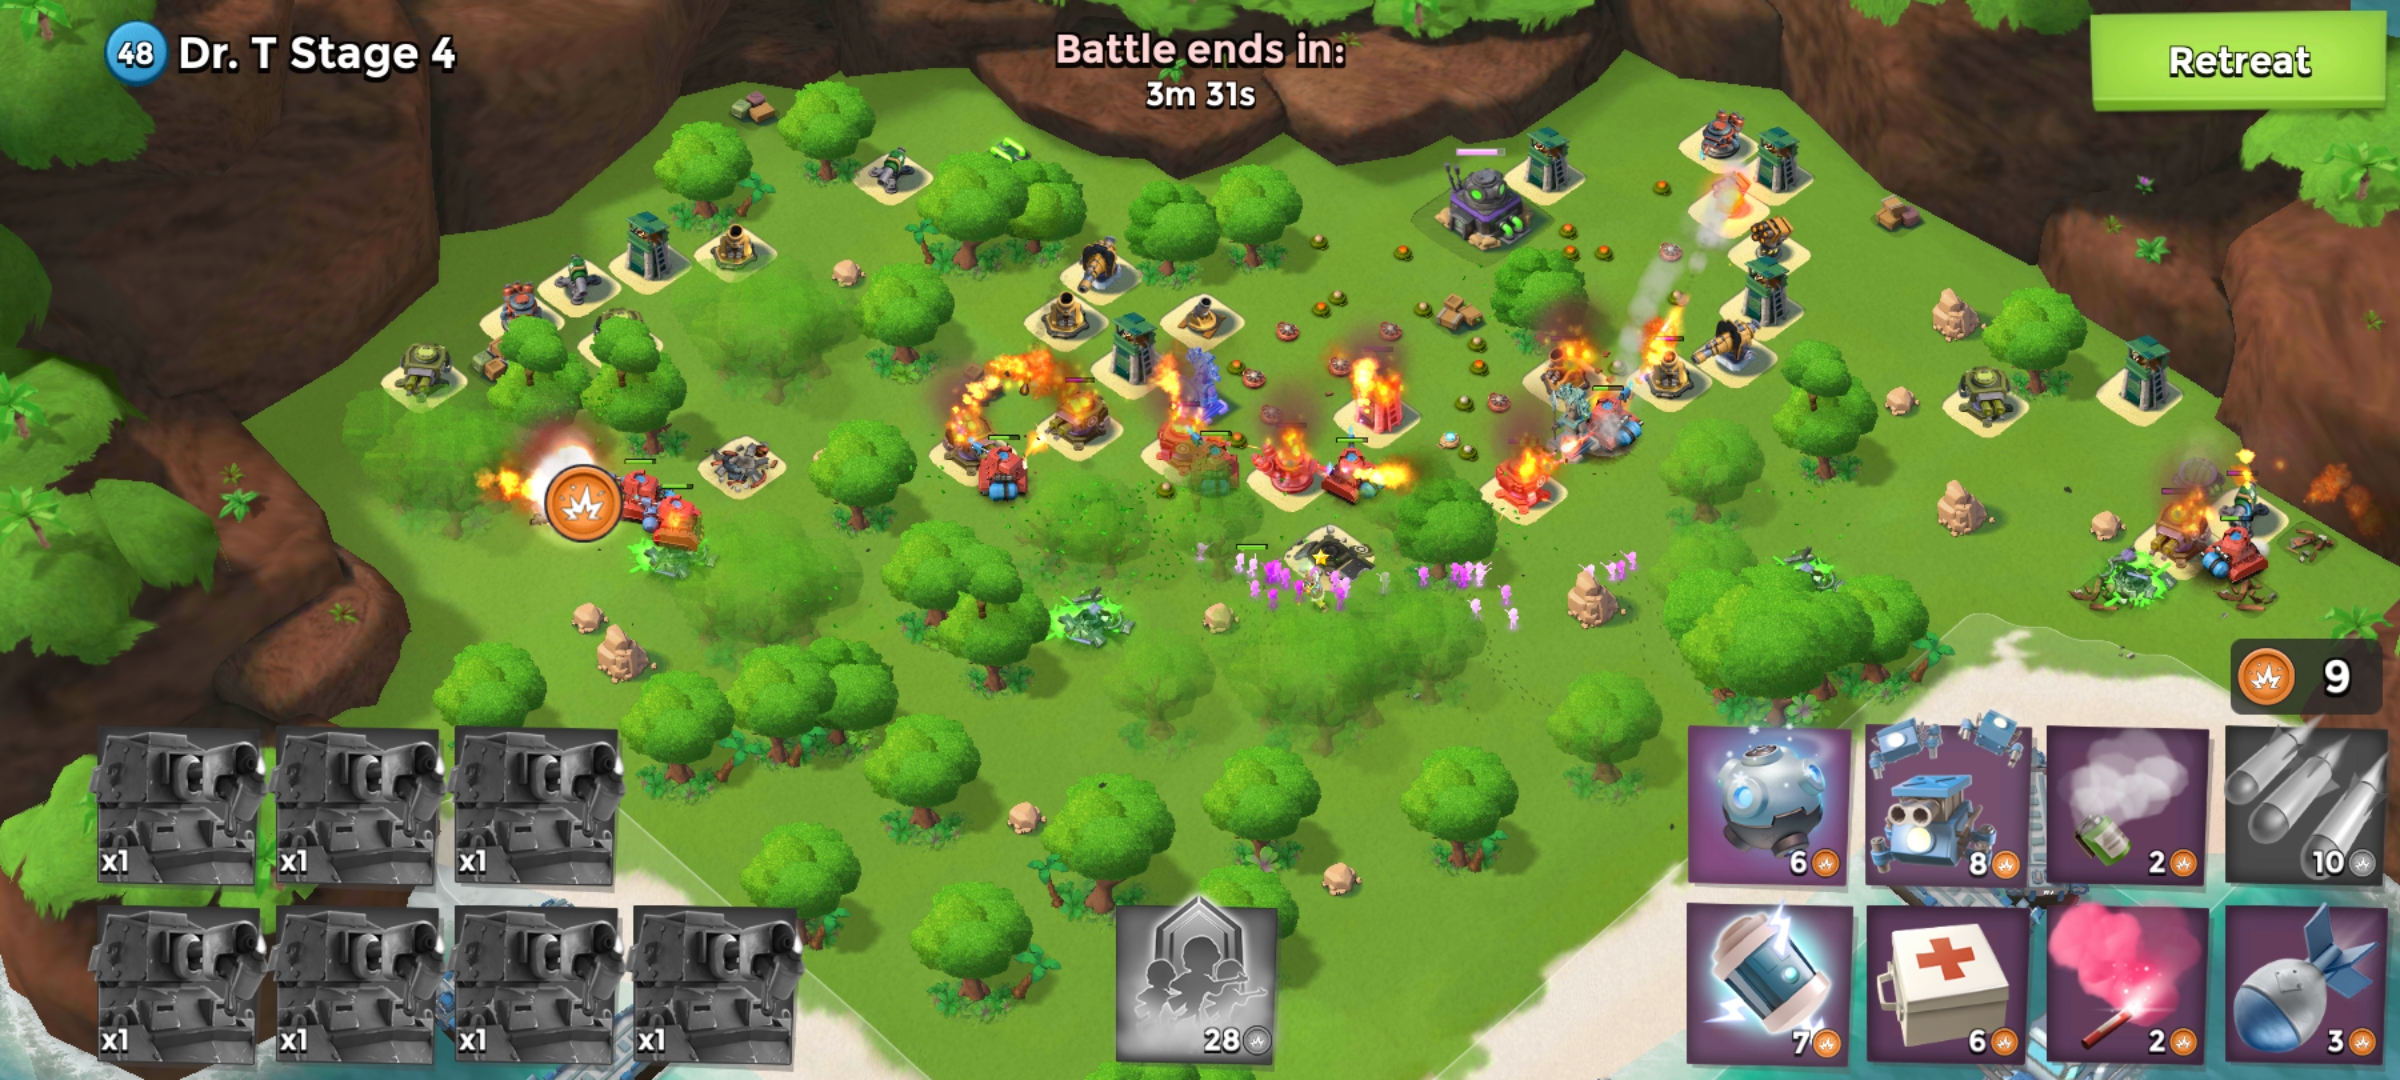 48 Dr. T Stage 4
Battle ends in:
3m 31s
Retreat
9
x1 x1 x1
6 8 2 10
x1 x1 x1 x1
28
7 6 2 3